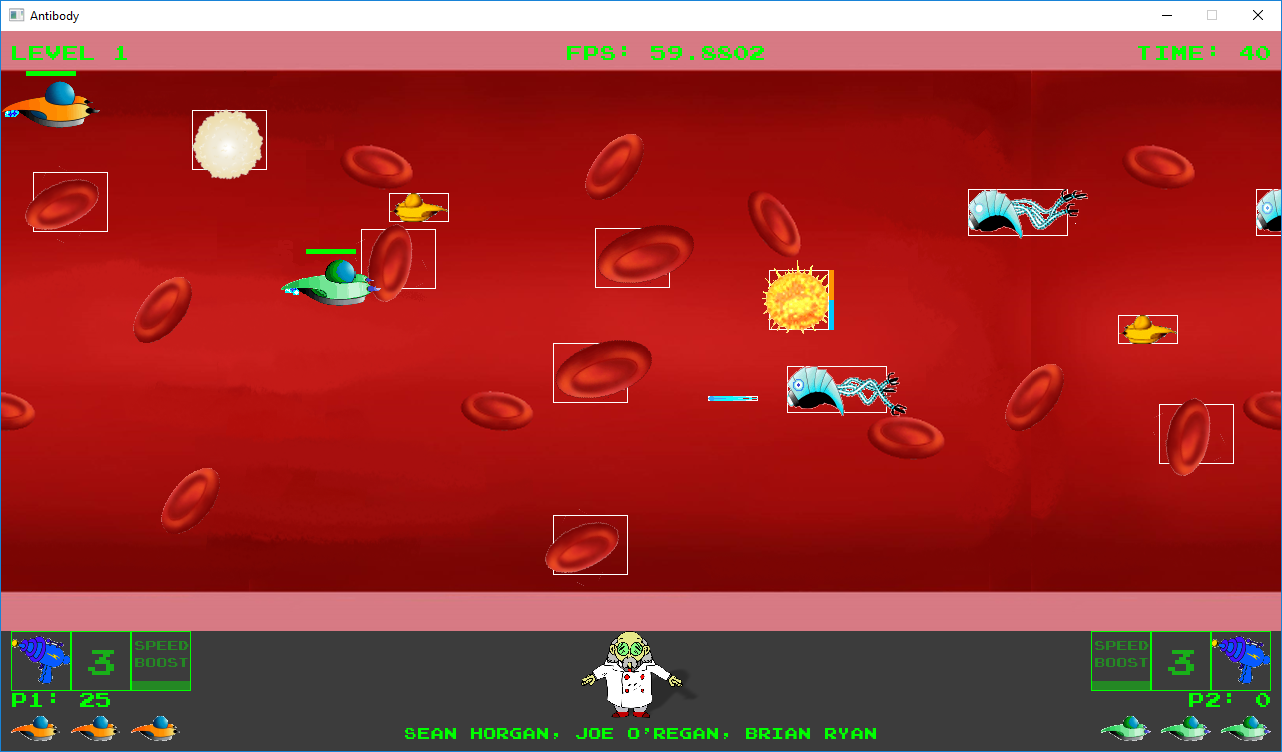 Antibody
LEVEL 1 FPS: 59.8802 TIME: 40
3 SPEED BOOST
SPEED BOOST 3
P1: 25
P2: 0
SEAN HORGAN, JOE O'REGAN, BRIAN RYAN